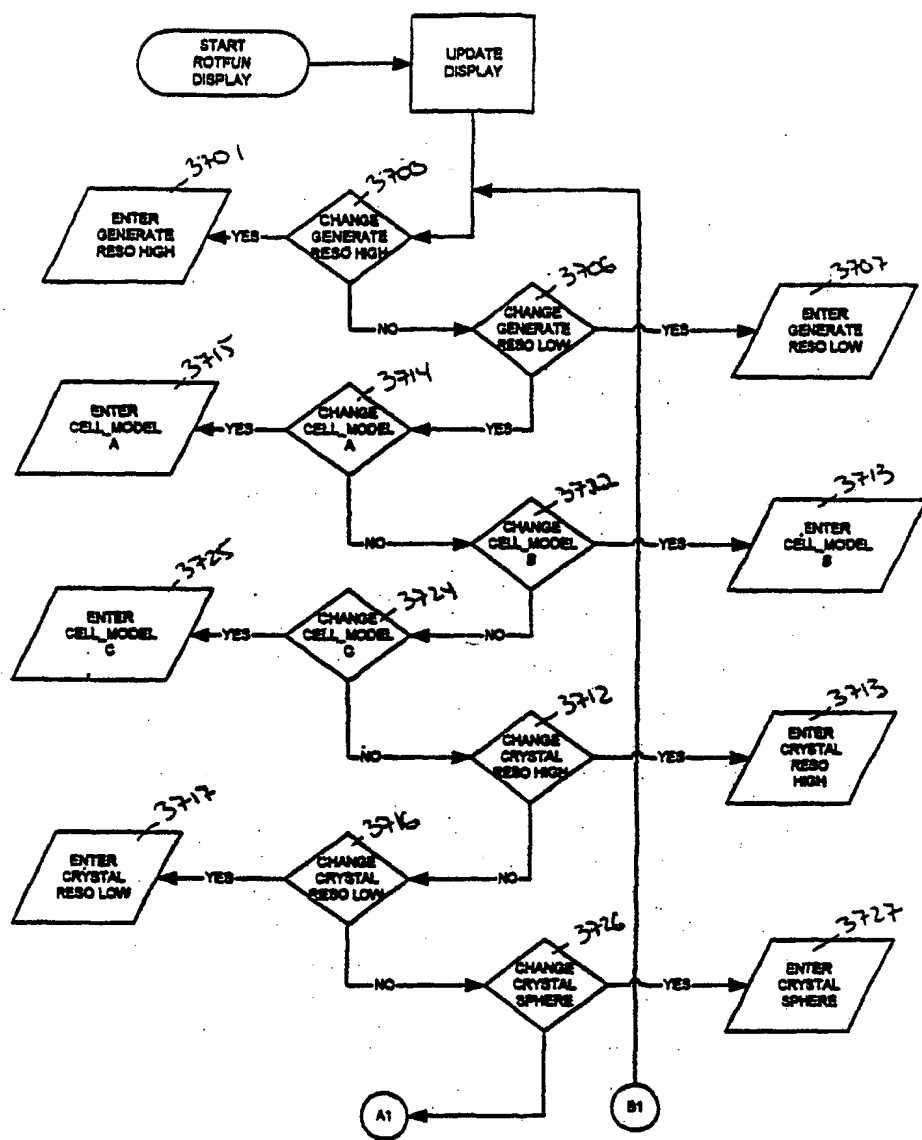 START
ROTFUN
DISPLAY
UPDATE
DISPLAY
3701
ENTER
GENERATE
RESO HIGH
YES
3700
CHANGE
GENERATE
RESO HIGH
NO
3706
CHANGE
GENERATE
RESO LOW
YES
3707
ENTER
GENERATE
RESO LOW
3715
ENTER
CELL_MODEL
A
YES
3714
CHANGE
CELL_MODEL
A
YES
NO
3722
CHANGE
CELL_MODEL
B
YES
3713
ENTER
CELL_MODEL
B
3725
ENTER
CELL_MODEL
C
YES
3724
CHANGE
CELL_MODEL
C
NO
NO
3712
CHANGE
CRYSTAL
RESO HIGH
YES
3713
ENTER
CRYSTAL
RESO
HIGH
3717
ENTER
CRYSTAL
RESO LOW
YES
3716
CHANGE
CRYSTAL
RESO LOW
NO
NO
3726
CHANGE
CRYSTAL
SPHERE
YES
3727
ENTER
CRYSTAL
SPHERE
A1
B1